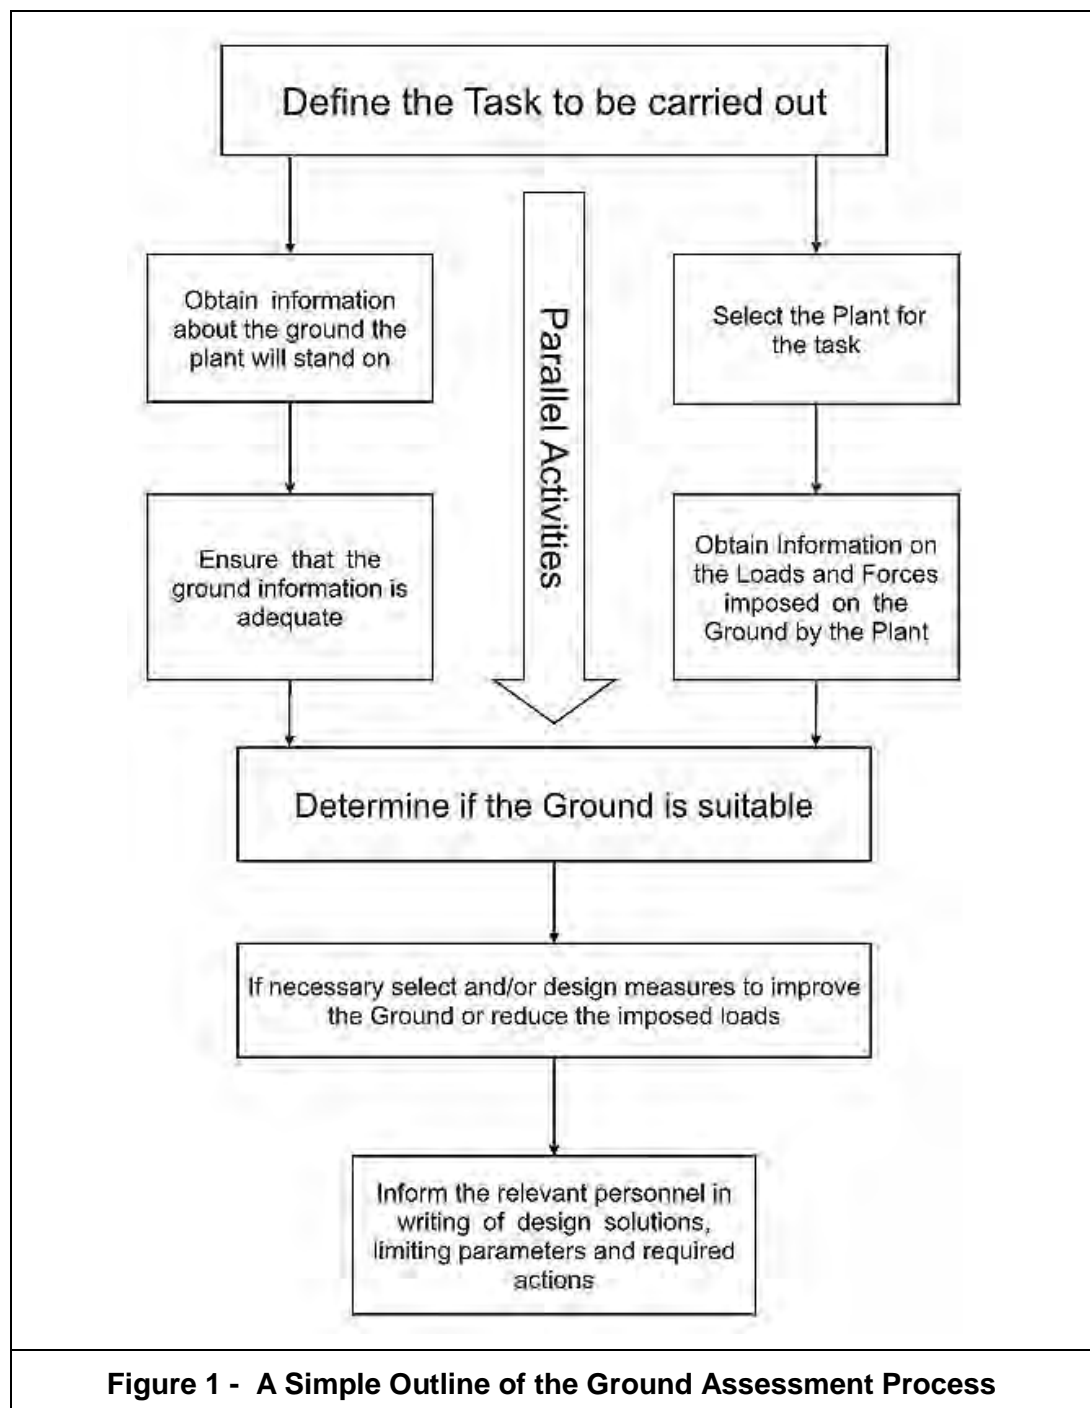 Define the Task to be carried out
Obtain information
about the ground the
plant will stand on
Select the Plant for
the task
Parallel Activities
Ensure that the
ground information is
adequate
Obtain Information on
the Loads and Forces
imposed on the
Ground by the Plant
Determine if the Ground is suitable
If necessary select and/or design measures to improve
the Ground or reduce the imposed loads
Inform the relevant personnel in
writing of design solutions,
limiting parameters and required
actions
Figure 1 - A Simple Outline of the Ground Assessment Process